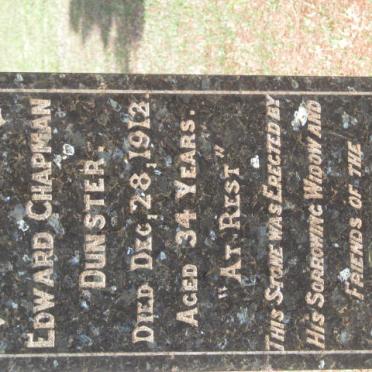 EDWARD CHAPMAN
DUNSTER.
DIED DEC. 28 1912.
AGED 34 YEARS.
"AT REST"
THIS STONE WAS ERECTED BY
HIS SORROWING WIDOW AND
FRIENDS OF THE